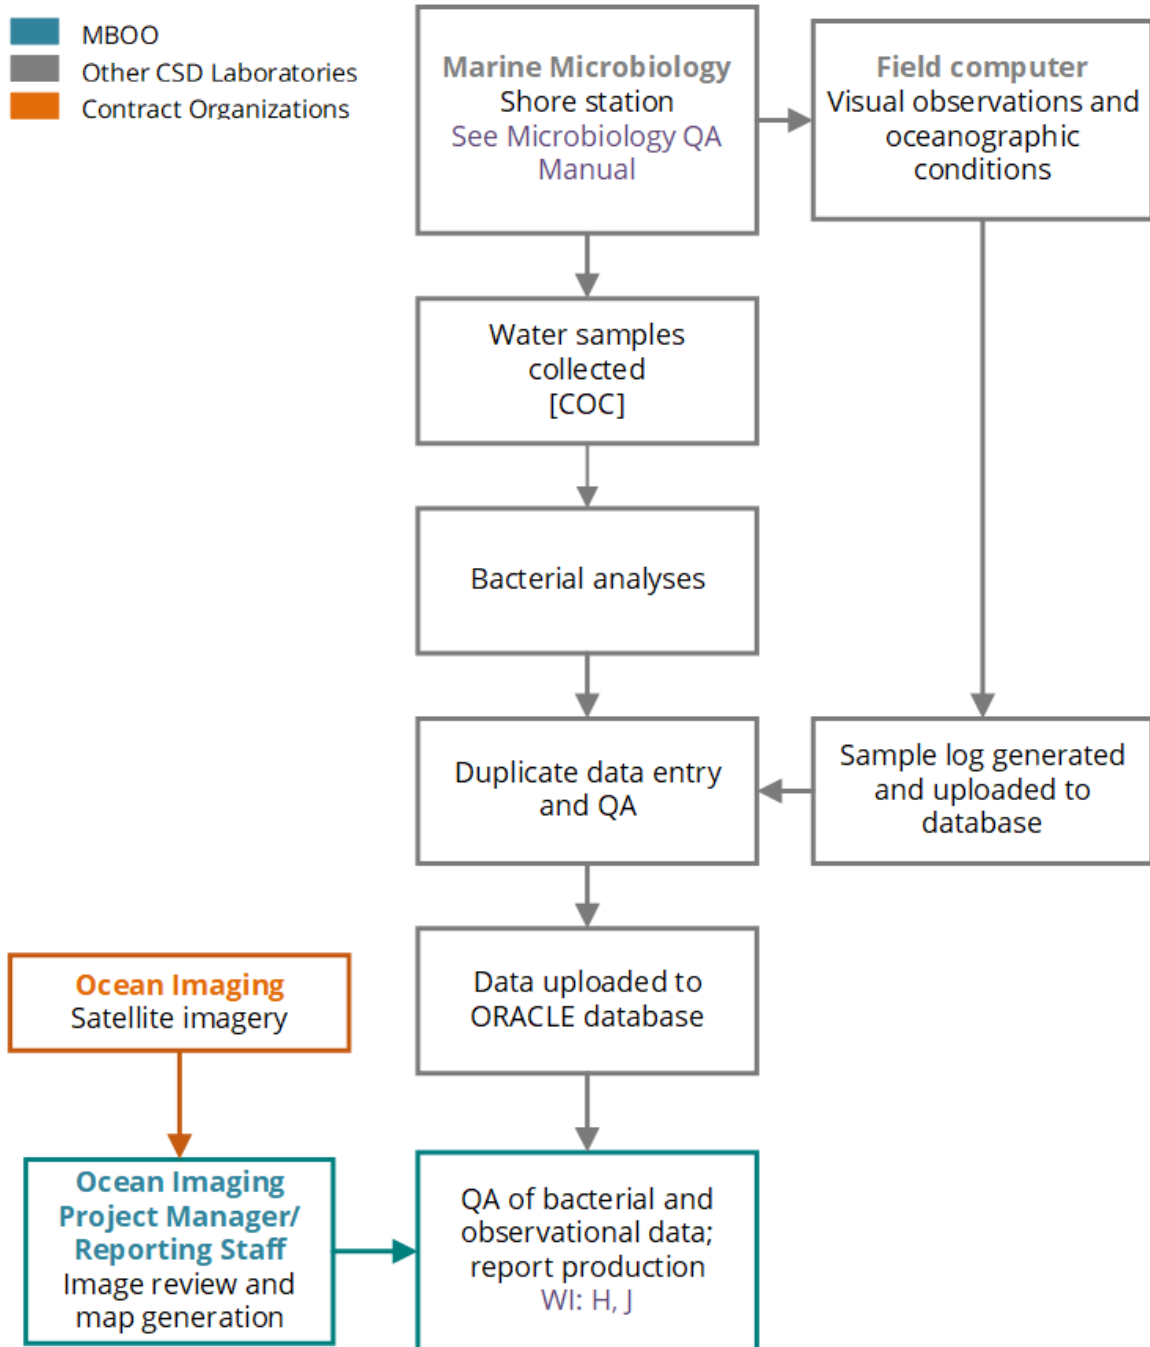 MBOO
Other CSD Laboratories
Contract Organizations
Marine Microbiology
Shore station
See Microbiology QA
Manual
Field computer
Visual observations and
oceanographic
conditions
Water samples
collected
[COC]
Bacterial analyses
Duplicate data entry
and QA
Sample log generated
and uploaded to
database
Data uploaded to
ORACLE database
Ocean Imaging
Satellite imagery
Ocean Imaging
Project Manager/
Reporting Staff
Image review and
map generation
QA of bacterial and
observational data;
report production
WI: H, J